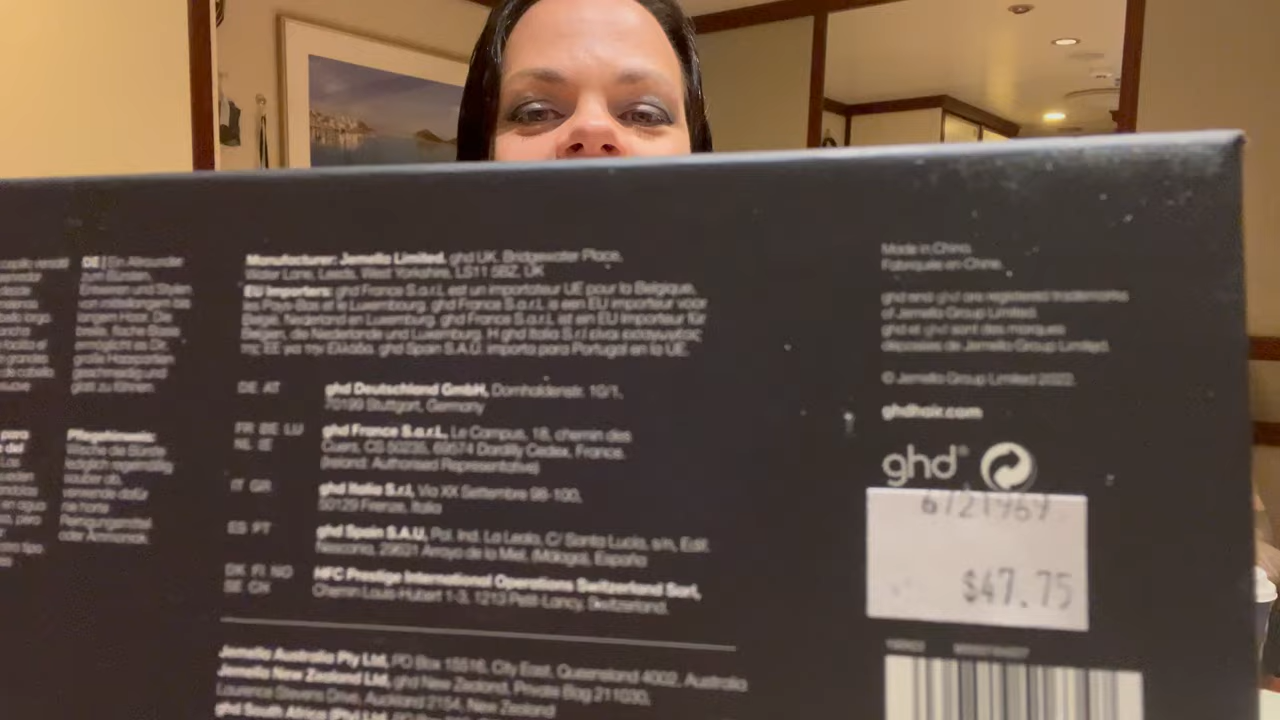 DE | Ein Allrounder
zum Bürsten,
Entwirren und Stylen
von mittellangem bis
langem Haar. Die
breite, flache Basis
ermöglicht es Dir,
große Haarpartien
geschmeidig und
glatt zu föhnen.
Pflegehinweis:
Wische die Bürste
lediglich regelmäßig
sauber ab,
verwende dafür
nie harte
Reinigungsmittel
oder Ammoniak.
Manufacturer: Jemella Limited, ghd UK, Bridgewater Place,
Water Lane, Leeds, West Yorkshire, LS11 5BZ, UK
EU Importers: ghd France S.a.r.L est un importateur UE pour la Belgique,
les Pays-Bas et le Luxembourg. ghd France S.a.r.L is een EU importeur voor
België, Nederland en Luxemburg. ghd France S.a.r.L ist ein EU Importeur für
Belgien, die Niederlande und Luxemburg. Η ghd Italia S.r.l είναι εισαγωγέας
της ΕΕ για την Ελλάδα. ghd Spain S.A.U. importa para Portugal en la UE.
DE AT
ghd Deutschland GmbH, Dornhaldenstr. 10/1,
70199 Stuttgart, Germany
FR BE LU
NL IE
ghd France S.a.r.L, Le Campus, 18, chemin des
Cuers, CS 50235, 69574 Dardilly Cedex, France.
(Ireland: Authorised Representative)
IT GR
ghd Italia S.r.l, Via XX Settembre 98-100,
50129 Firenze, Italia
ES PT
ghd Spain S.A.U, Pol. Ind. La Leala, C/ Santa Lucia, s/n, Edif.
29631 Arroyo de la Miel, (Málaga), España
DK FI NO
SE CH
HFC Prestige International Operations Switzerland Sarl,
Chemin Louis-Hubert 1-3, 1213 Petit-Lancy, Switzerland.
Jemella Australia Pty Ltd, PO Box 15516, City East, Queensland 4002, Australia
Jemella New Zealand Ltd, ghd New Zealand, Private Bag 211030,
Laurence Stevens Drive, Auckland 2154, New Zealand
ghd South Africa (Pty) Ltd, PO Box
Made in China.
Fabriquée en Chine.
ghd and ghd are registered trademarks
of Jemella Group Limited.
ghd et ghd sont des marques
déposées de Jemella Group Limited.
© Jemella Group Limited 2022.
ghdhair.com
ghd®
6721969
$47.75